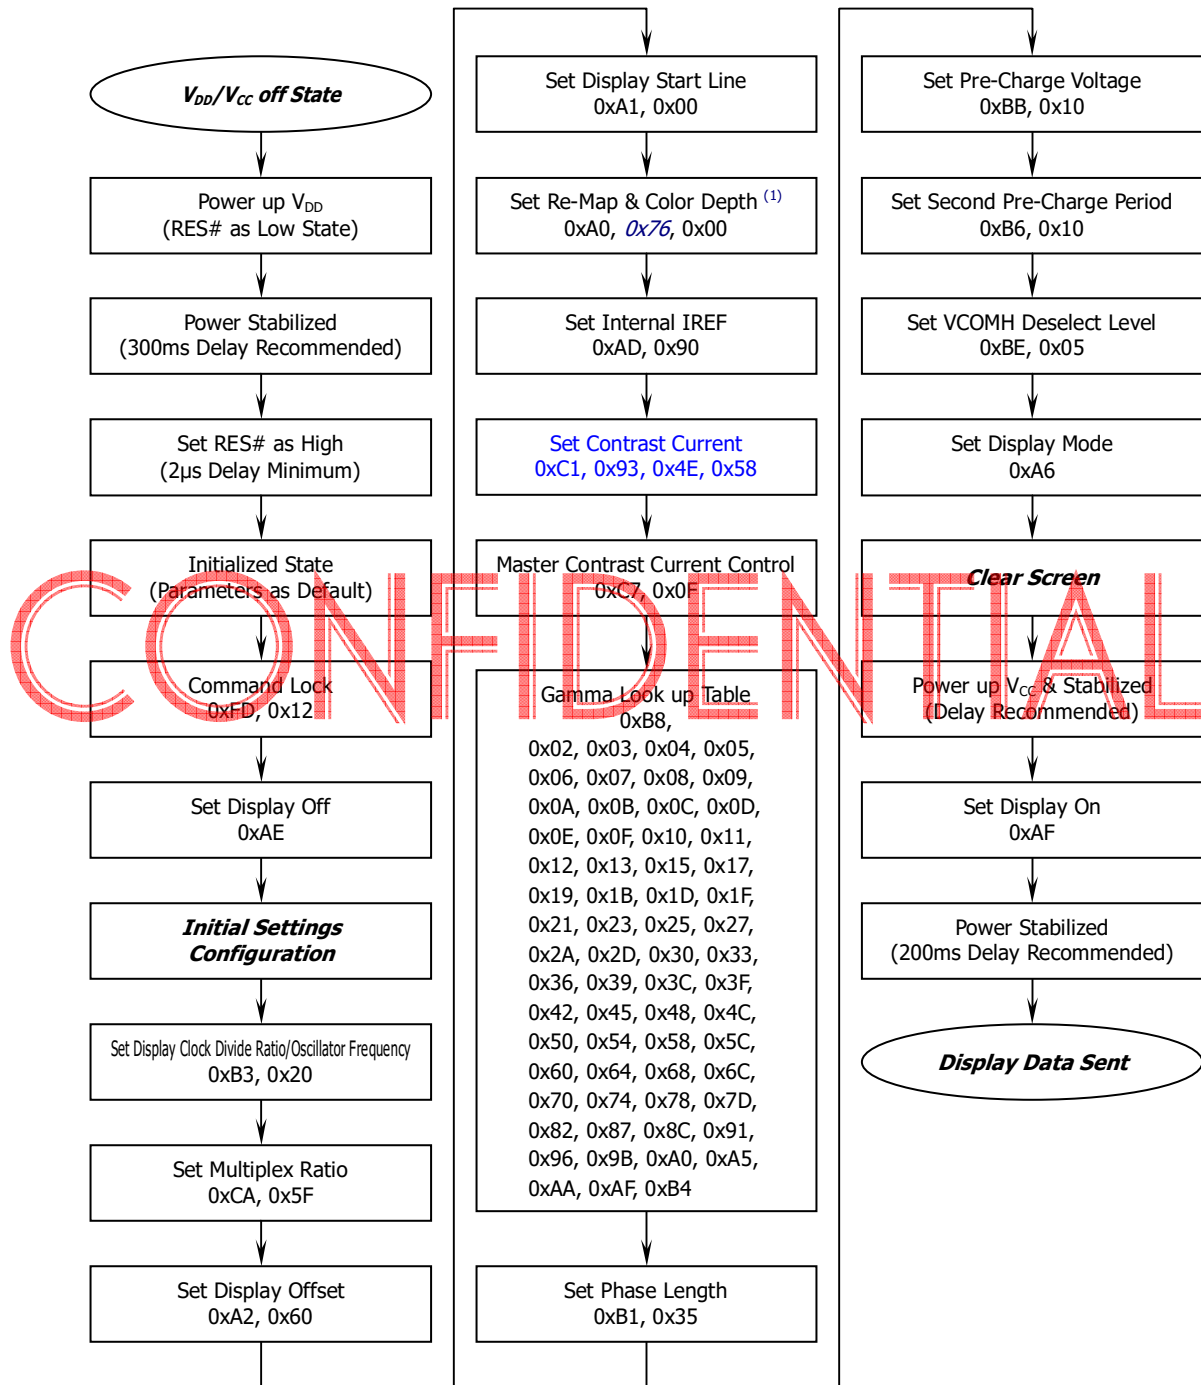 V_DD/V_CC off State
Power up V_DD
(RES# as Low State)
Power Stabilized
(300ms Delay Recommended)
Set RES# as High
(2μs Delay Minimum)
Initialized State
(Parameters as Default)
Command Lock
0xFD, 0x12
Set Display Off
0xAE
Initial Settings
Configuration
Set Display Clock Divide Ratio/Oscillator Frequency
0xB3, 0x20
Set Multiplex Ratio
0xCA, 0x5F
Set Display Offset
0xA2, 0x60
Set Display Start Line
0xA1, 0x00
Set Re-Map & Color Depth (1)
0xA0, 0x76, 0x00
Set Internal IREF
0xAD, 0x90
Set Contrast Current
0xC1, 0x93, 0x4E, 0x58
Master Contrast Current Control
0xC7, 0x0F
Gamma Look up Table
0xB8,
0x02, 0x03, 0x04, 0x05,
0x06, 0x07, 0x08, 0x09,
0x0A, 0x0B, 0x0C, 0x0D,
0x0E, 0x0F, 0x10, 0x11,
0x12, 0x13, 0x15, 0x17,
0x19, 0x1B, 0x1D, 0x1F,
0x21, 0x23, 0x25, 0x27,
0x2A, 0x2D, 0x30, 0x33,
0x36, 0x39, 0x3C, 0x3F,
0x42, 0x45, 0x48, 0x4C,
0x50, 0x54, 0x58, 0x5C,
0x60, 0x64, 0x68, 0x6C,
0x70, 0x74, 0x78, 0x7D,
0x82, 0x87, 0x8C, 0x91,
0x96, 0x9B, 0xA0, 0xA5,
0xAA, 0xAF, 0xB4
Set Phase Length
0xB1, 0x35
Set Pre-Charge Voltage
0xBB, 0x10
Set Second Pre-Charge Period
0xB6, 0x10
Set VCOMH Deselect Level
0xBE, 0x05
Set Display Mode
0xA6
Clear Screen
Power up V_CC & Stabilized
(Delay Recommended)
Set Display On
0xAF
Power Stabilized
(200ms Delay Recommended)
Display Data Sent
CONFIDENTIAL